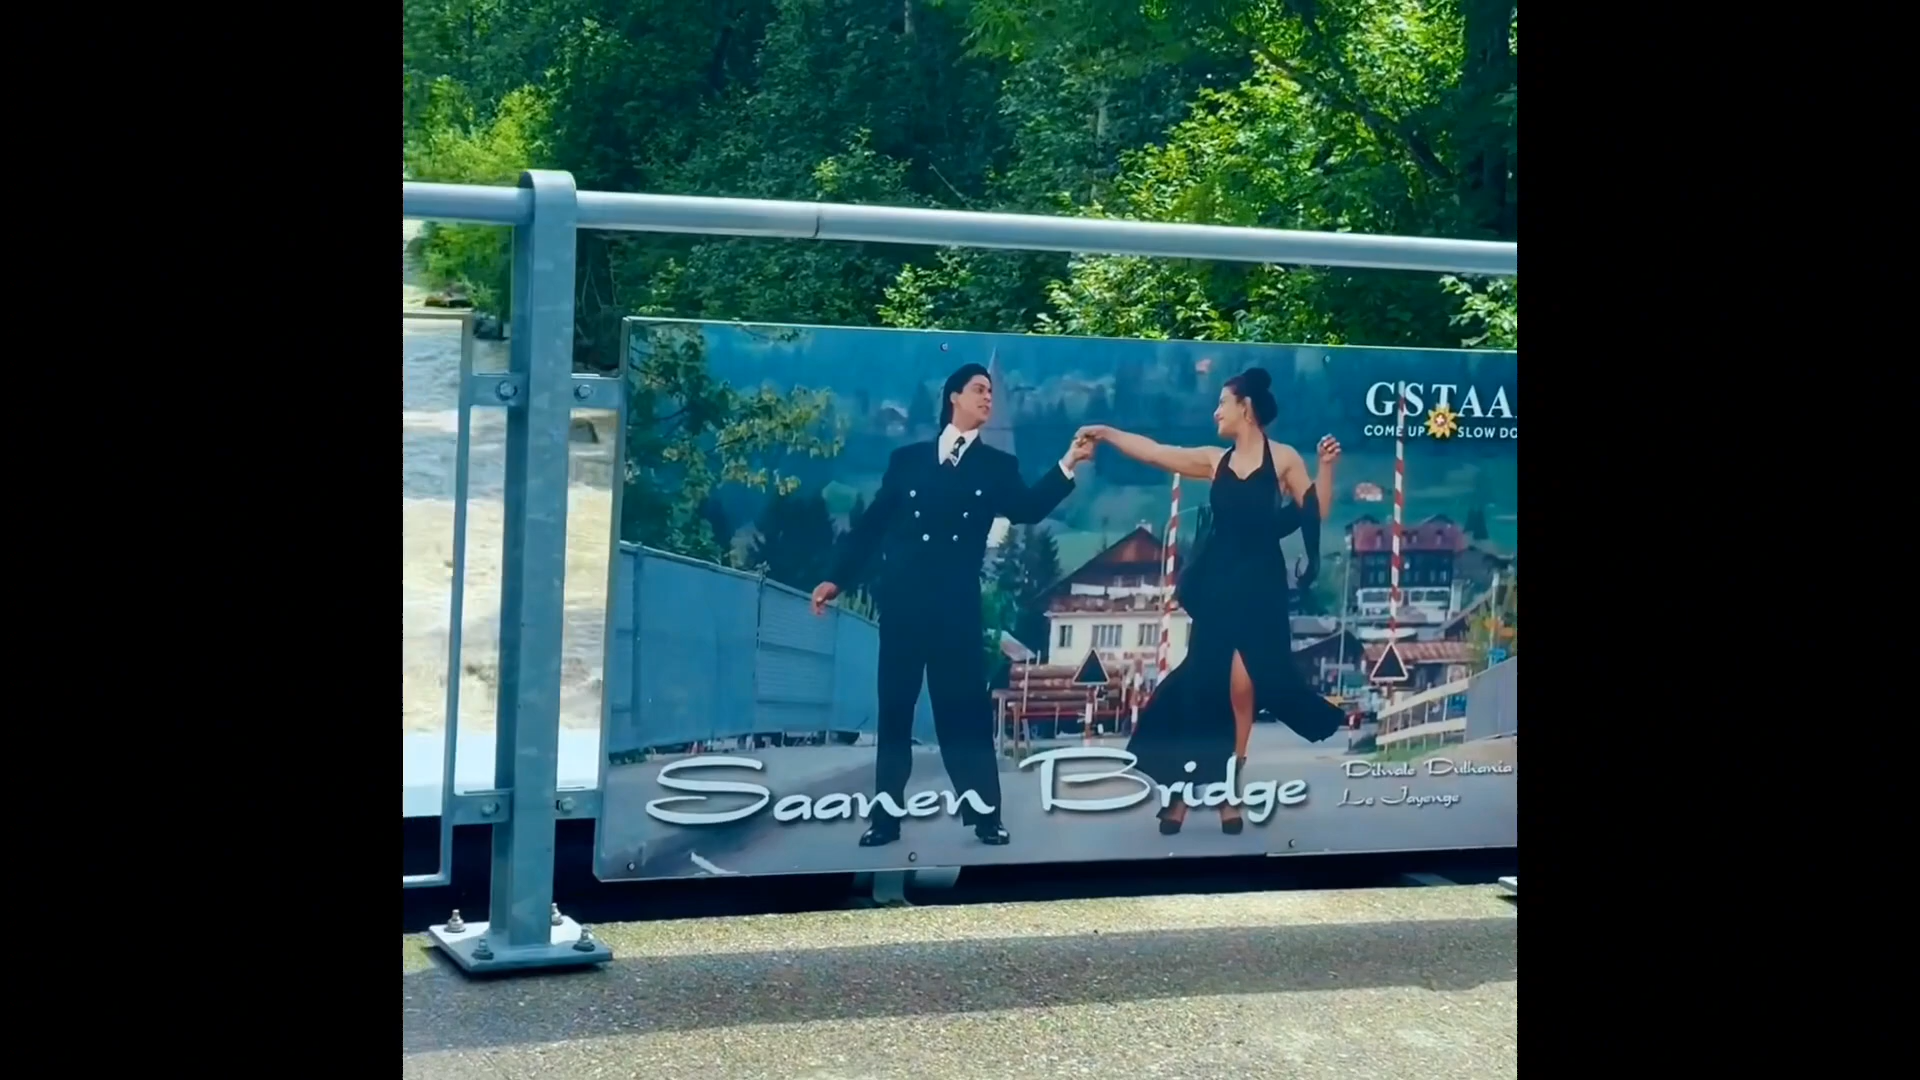 GSTAA
COME UP SLOW DO
Saanen Bridge
Dilwale Dulhania
Le Jayenge